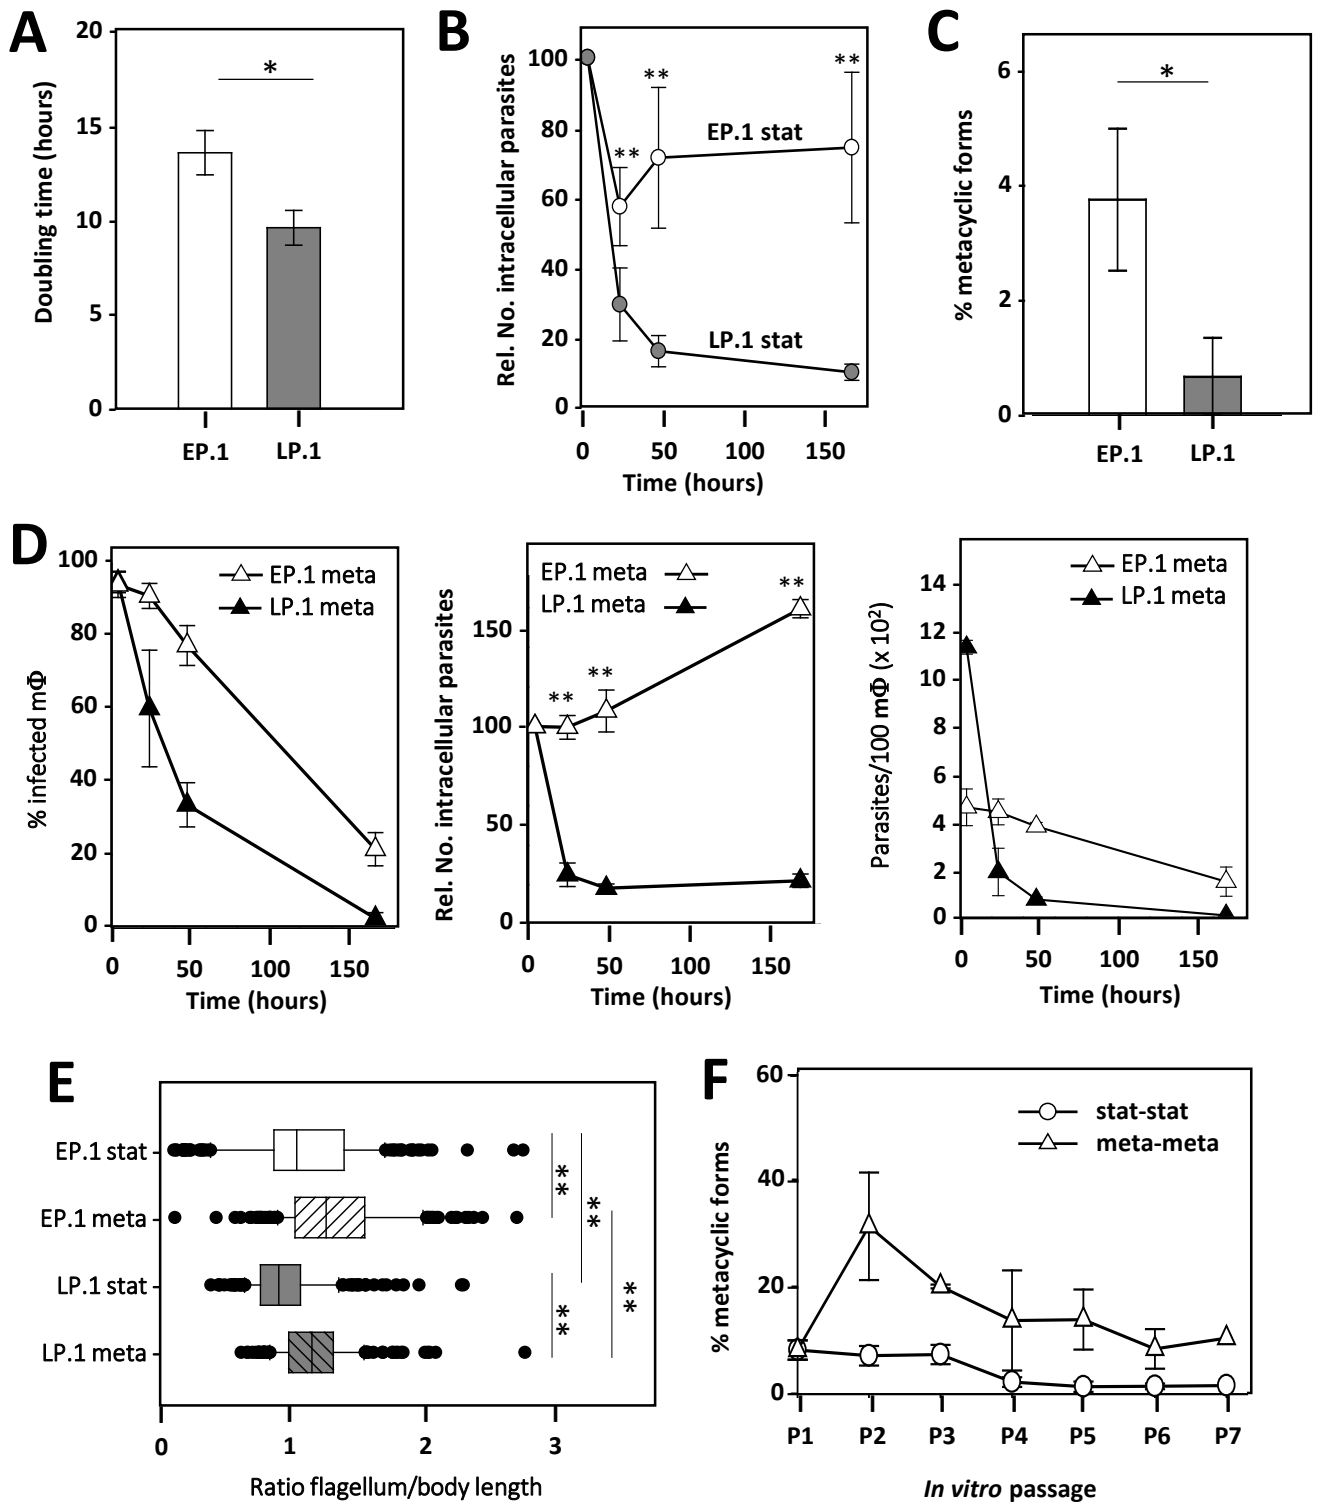 A
Doubling time (hours)
20
15
10
5
0
*
EP.1
LP.1
B
Rel. No. intracellular parasites
100
80
60
40
20
0
**
**
**
EP.1 stat
LP.1 stat
0 50 100 150
Time (hours)
C
% metacyclic forms
6
4
2
0
*
EP.1
LP.1
D
% infected mΦ
100
80
60
40
20
0
EP.1 meta
LP.1 meta
0 50 100 150
Time (hours)
Rel. No. intracellular parasites
150
100
50
0
EP.1 meta
LP.1 meta
**
**
**
0 50 100 150
Time (hours)
Parasites/100 mΦ (x 10²)
14
12
10
8
6
4
2
0
EP.1 meta
LP.1 meta
0 50 100 150
Time (hours)
E
EP.1 stat
EP.1 meta
LP.1 stat
LP.1 meta
**
**
**
**
0 1 2 3
Ratio flagellum/body length
F
% metacyclic forms
60
40
20
0
stat-stat
meta-meta
P1 P2 P3 P4 P5 P6 P7
In vitro passage